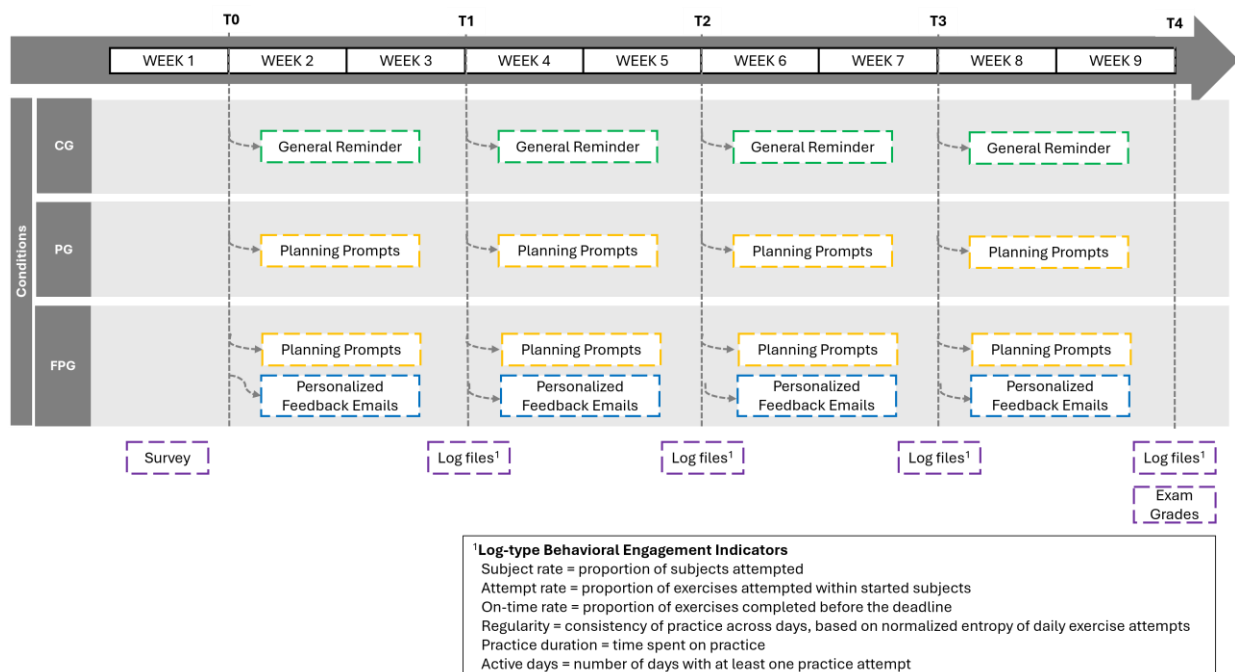 T0 T1 T2 T3 T4
WEEK 1 WEEK 2 WEEK 3 WEEK 4 WEEK 5 WEEK 6 WEEK 7 WEEK 8 WEEK 9
Conditions
CG
General Reminder General Reminder General Reminder General Reminder
PG
Planning Prompts Planning Prompts Planning Prompts Planning Prompts
FPG
Planning Prompts Planning Prompts Planning Prompts Planning Prompts
Personalized Personalized Personalized Personalized
Feedback Emails Feedback Emails Feedback Emails Feedback Emails
Survey Log files¹ Log files¹ Log files¹ Log files¹
Exam
Grades
¹Log-type Behavioral Engagement Indicators
Subject rate = proportion of subjects attempted
Attempt rate = proportion of exercises attempted within started subjects
On-time rate = proportion of exercises completed before the deadline
Regularity = consistency of practice across days, based on normalized entropy of daily exercise attempts
Practice duration = time spent on practice
Active days = number of days with at least one practice attempt